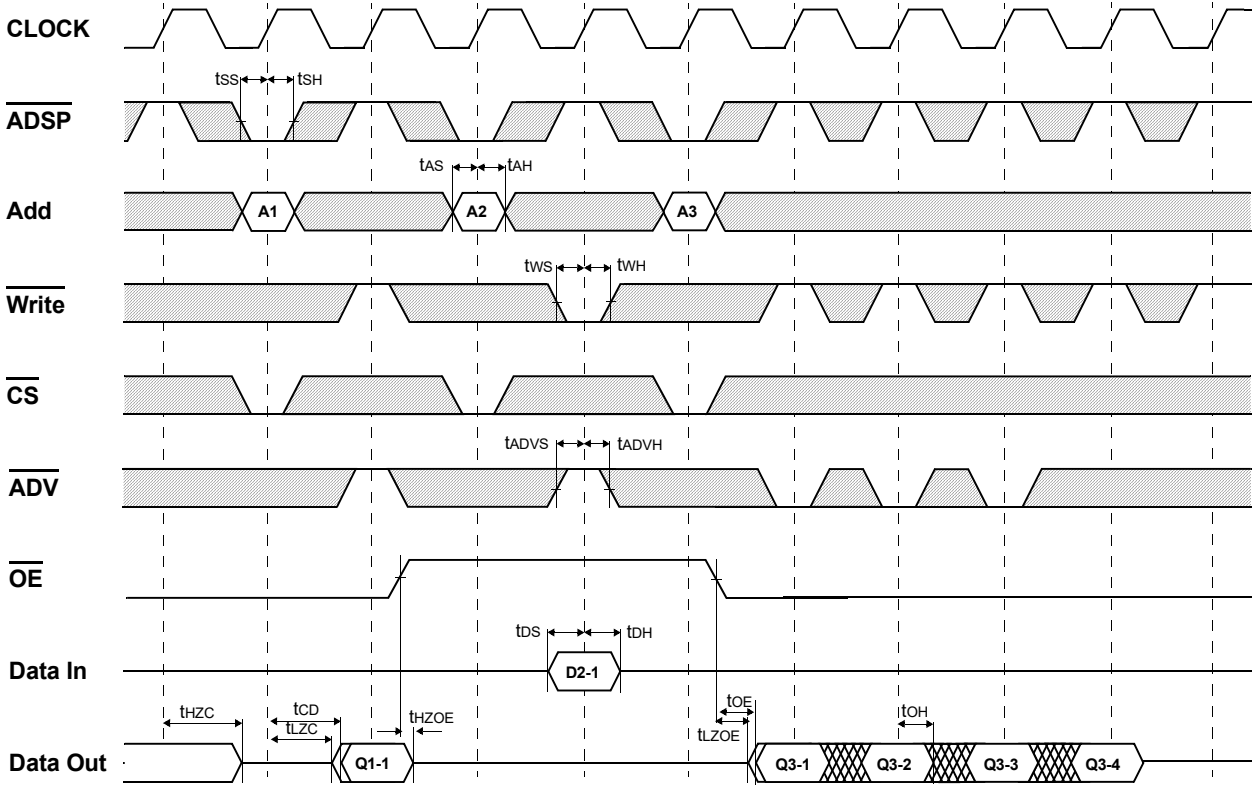 CLOCK
tSS tSH
ADSP
tAS tAH
Add A1 A2 A3
tWS tWH
Write
CS
tADVS tADVH
ADV
OE
tDS tDH
Data In D2-1
tHZC tCD tHZOE tOE tOH
tLZC tLZOE
Data Out Q1-1 Q3-1 Q3-2 Q3-3 Q3-4